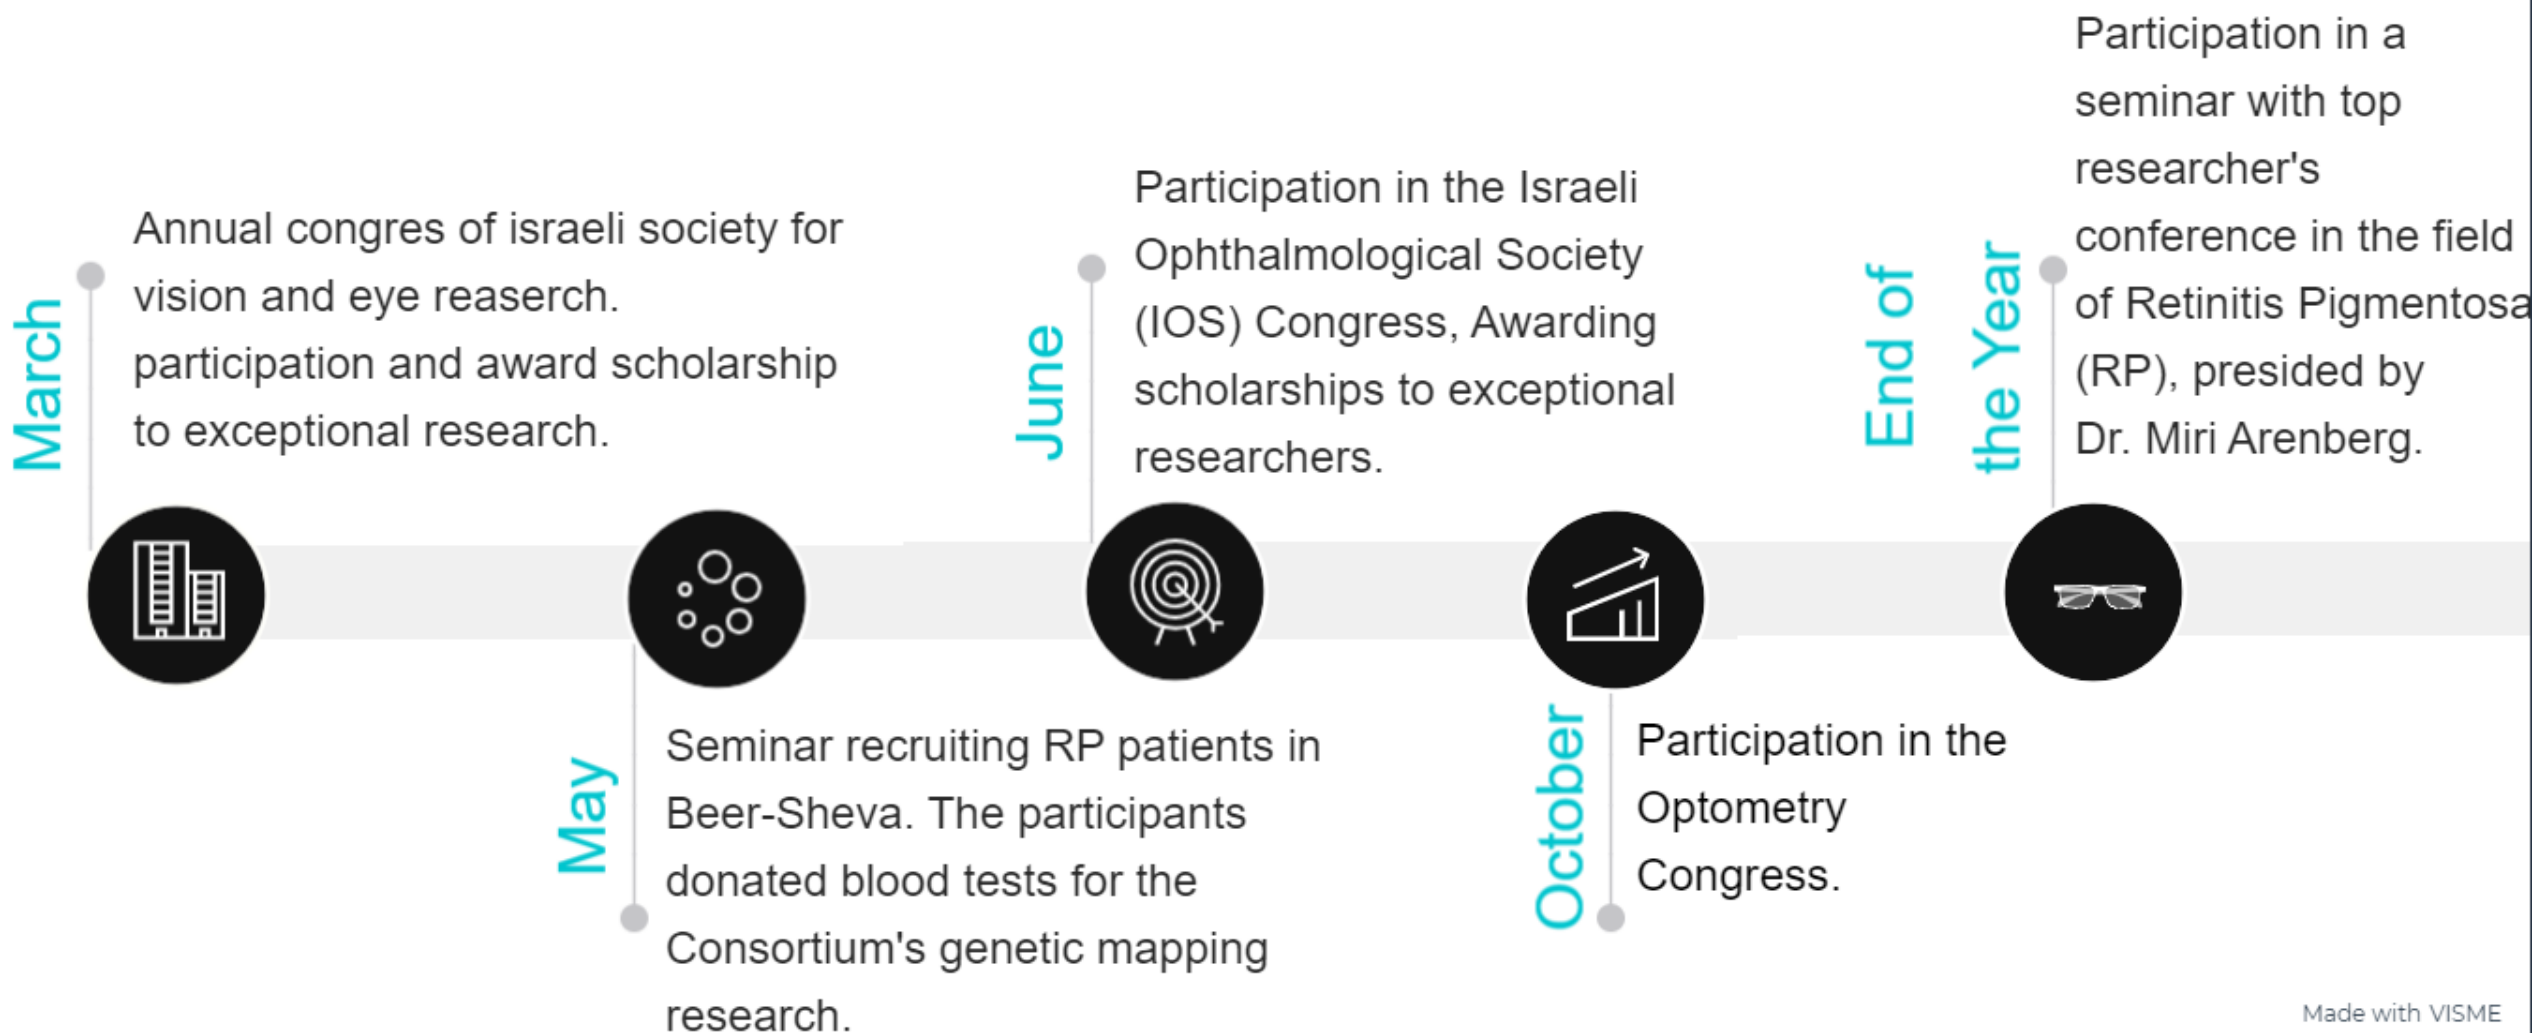 March
Annual congres of israeli society for
vision and eye reaserch.
participation and award scholarship
to exceptional research.
May
Seminar recruiting RP patients in
Beer-Sheva. The participants
donated blood tests for the
Consortium's genetic mapping
research.
June
Participation in the Israeli
Ophthalmological Society
(IOS) Congress, Awarding
scholarships to exceptional
researchers.
October
Participation in the
Optometry
Congress.
End of
the Year
Participation in a
seminar with top
researcher's
conference in the field
of Retinitis Pigmentosa
(RP), presided by
Dr. Miri Arenberg.
Made with VISME